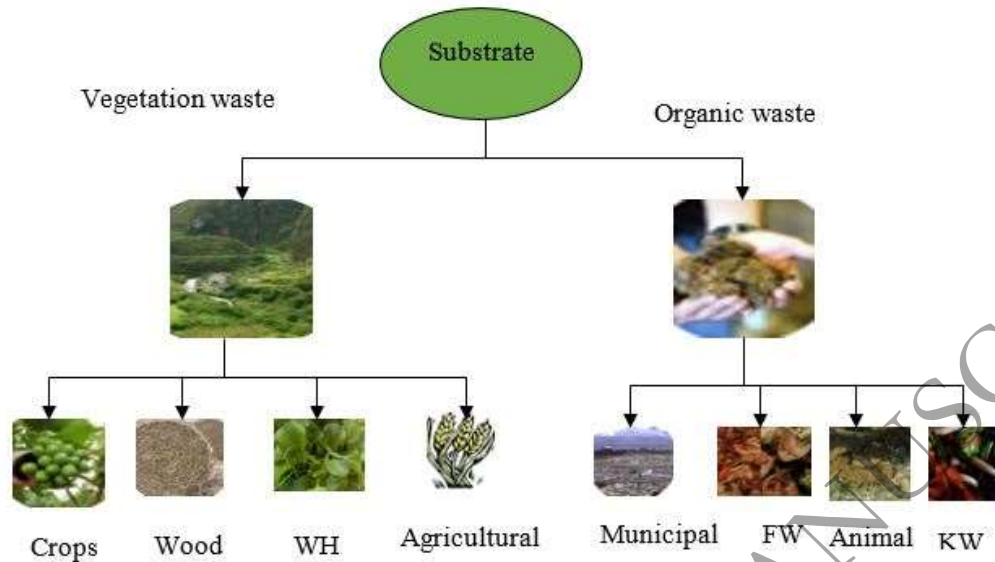 Substrate
Vegetation waste
Organic waste
Crops
Wood
WH
Agricultural
Municipal
FW
Animal
KW